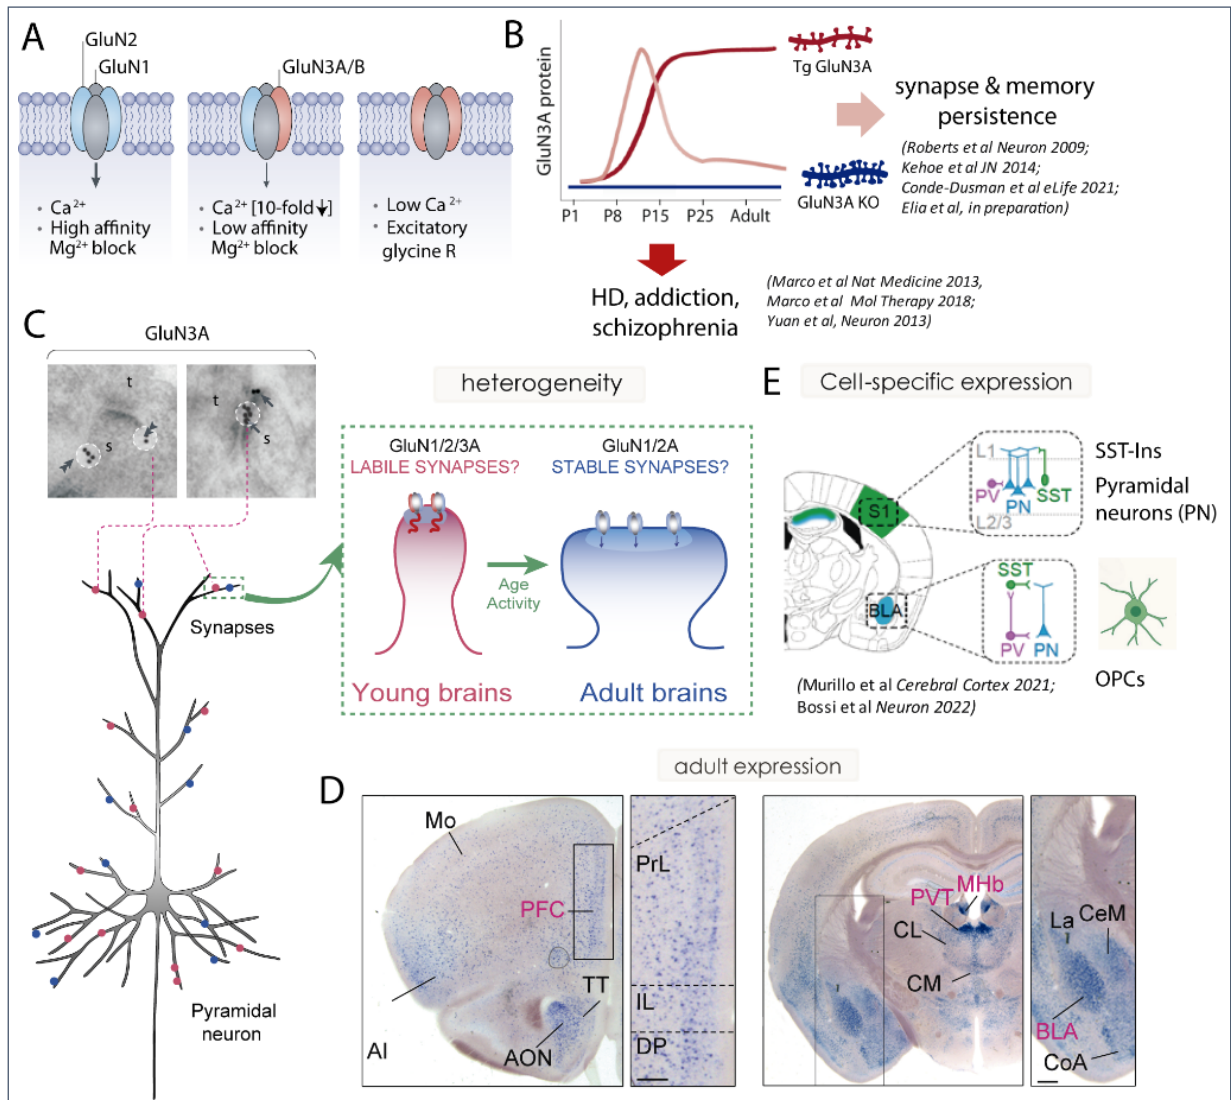 A
GluN2
GluN1
GluN3A/B
• Ca²⁺
• High affinity
Mg²⁺ block
• Ca²⁺ [10-fold ↓]
• Low affinity
Mg²⁺ block
• Low Ca²⁺
• Excitatory
glycine R
B
GluN3A protein
P1 P8 P15 P25 Adult
Tg GluN3A
GluN3A KO
synapse & memory
persistence
(Roberts et al Neuron 2009;
Kehoe et al JN 2014;
Conde-Dusman et al eLife 2021;
Elia et al, in preparation)
HD, addiction,
schizophrenia
(Marco et al Nat Medicine 2013,
Marco et al Mol Therapy 2018;
Yuan et al, Neuron 2013)
C
GluN3A
t
s
t
s
Synapses
Pyramidal
neuron
heterogeneity
GluN1/2/3A
LABILE SYNAPSES?
GluN1/2A
STABLE SYNAPSES?
Age
Activity
Young brains
Adult brains
E
Cell-specific expression
S1
BLA
L1
PV
PN
SST
L2/3
SST-Ins
Pyramidal
neurons (PN)
SST
PV PN
OPCs
(Murillo et al Cerebral Cortex 2021;
Bossi et al Neuron 2022)
adult expression
D
Mo
PFC
TT
AON
AI
PrL
IL
DP
MHb
PVT
CL
CM
La
CeM
BLA
CoA